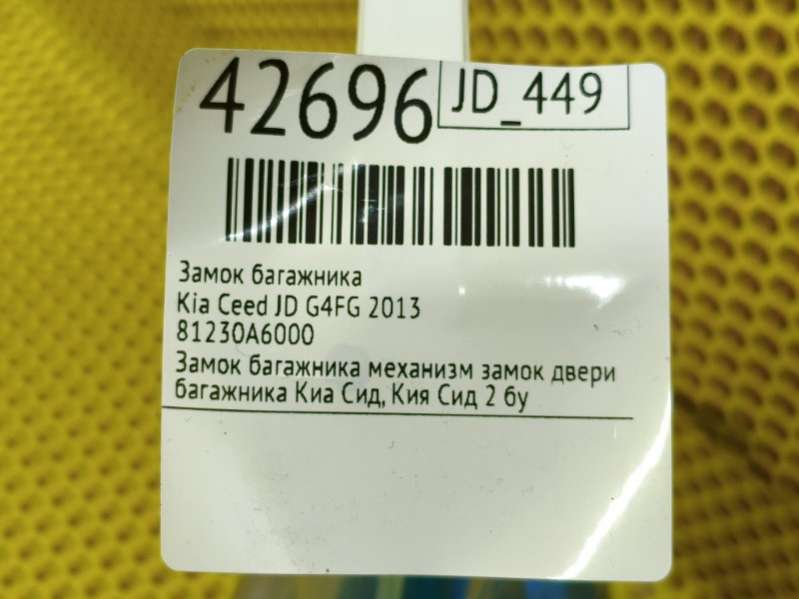 42696
JD_449
Замок багажника
Kia Ceed JD G4FG 2013
81230A6000
Замок багажника механизм замок двери
багажника Киа Сид, Кия Сид 2 бу